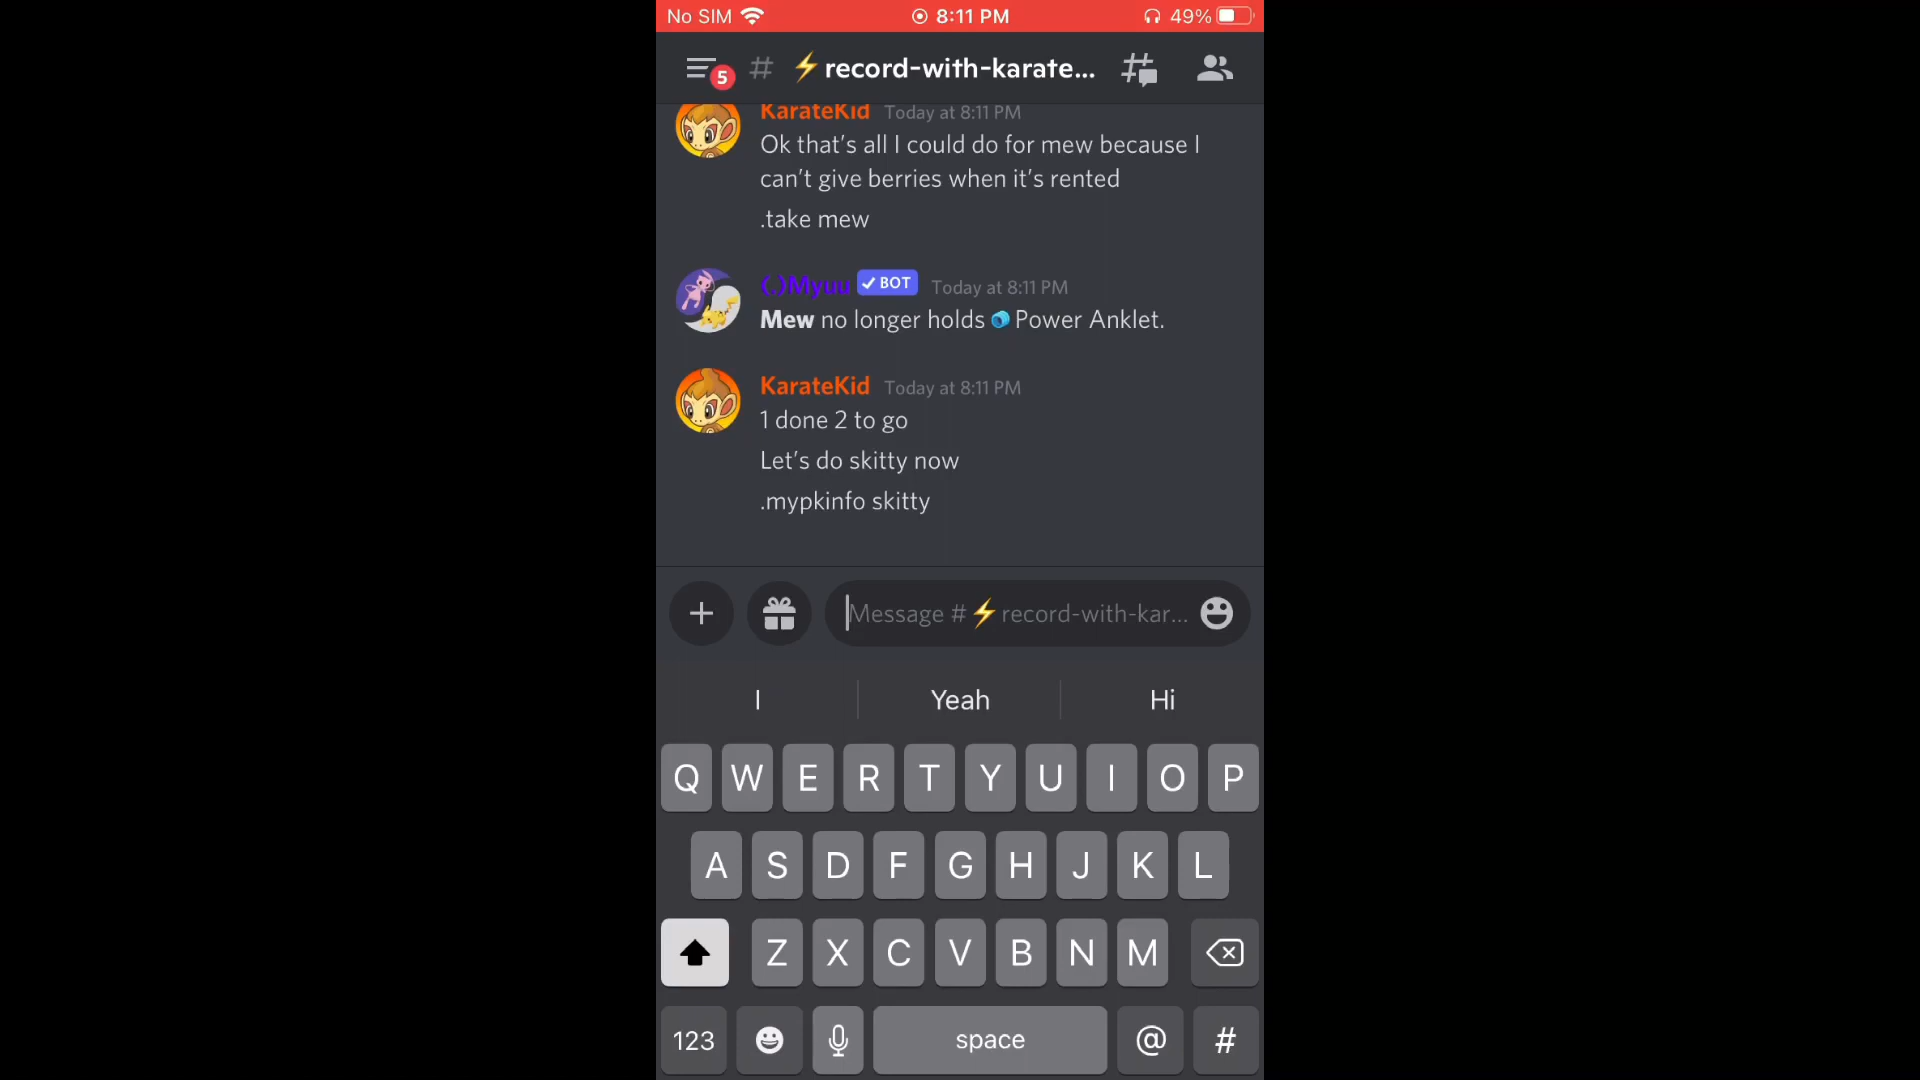 No SIM 8:11 PM 49%
5 # ⚡record-with-karate...
KarateKid Today at 8:11 PM
Ok that's all I could do for mew because I
can't give berries when it's rented
.take mew
(.)Myuu ✓ BOT Today at 8:11 PM
Mew no longer holds Power Anklet.
KarateKid Today at 8:11 PM
1 done 2 to go
Let's do skitty now
.mypkinfo skitty
Message #⚡record-with-kar...
I Yeah Hi
Q W E R T Y U I O P
A S D F G H J K L
Z X C V B N M
123 space @ #